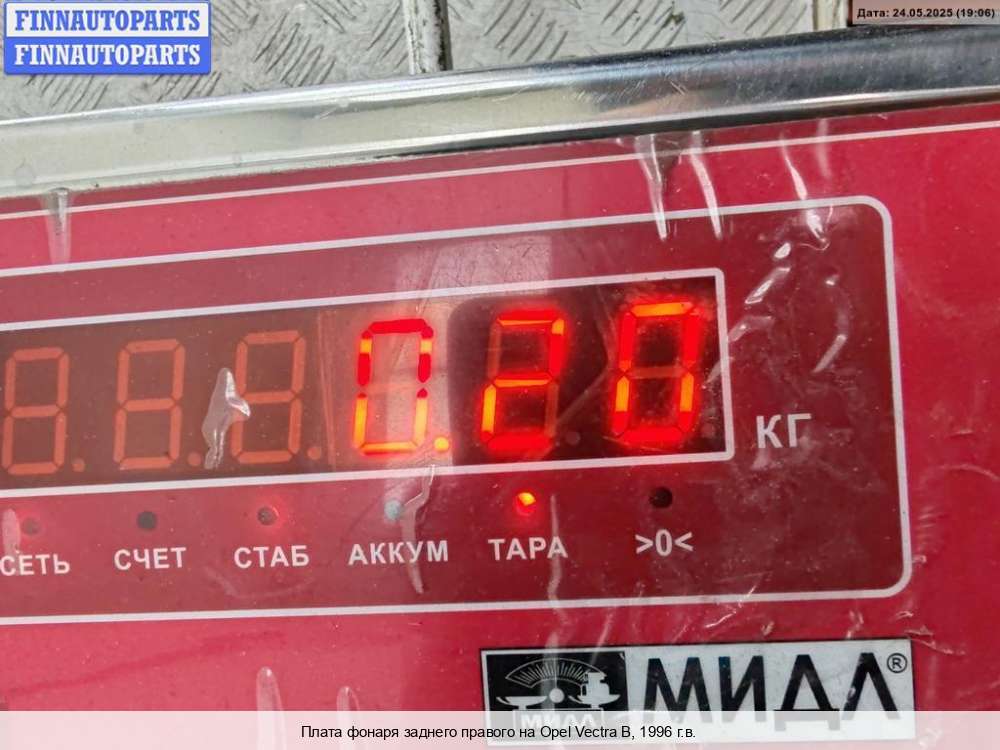 FINNAUTOPARTS
FINNAUTOPARTS
Дата: 24.05.2025 (19:06)
0.20
КГ
СЕТЬ СЧЕТ СТАБ АККУМ ТАРА >0<
МИДЛ®
МИДЛ
Плата фонаря заднего правого на Opel Vectra B, 1996 г.в.